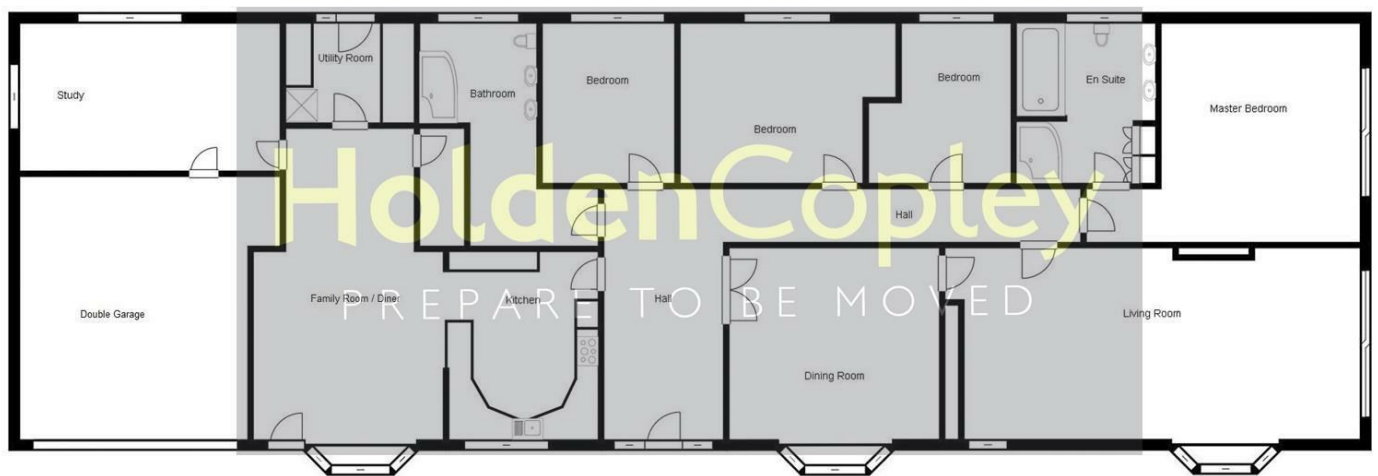 Utility Room
Study
Bathroom
Bedroom
Bedroom
Bedroom
En Suite
Master Bedroom
HoldenCopley
PREPARE TO BE MOVED
Hall
Double Garage
Family Room / Diner
Kitchen
Hall
Dining Room
Living Room